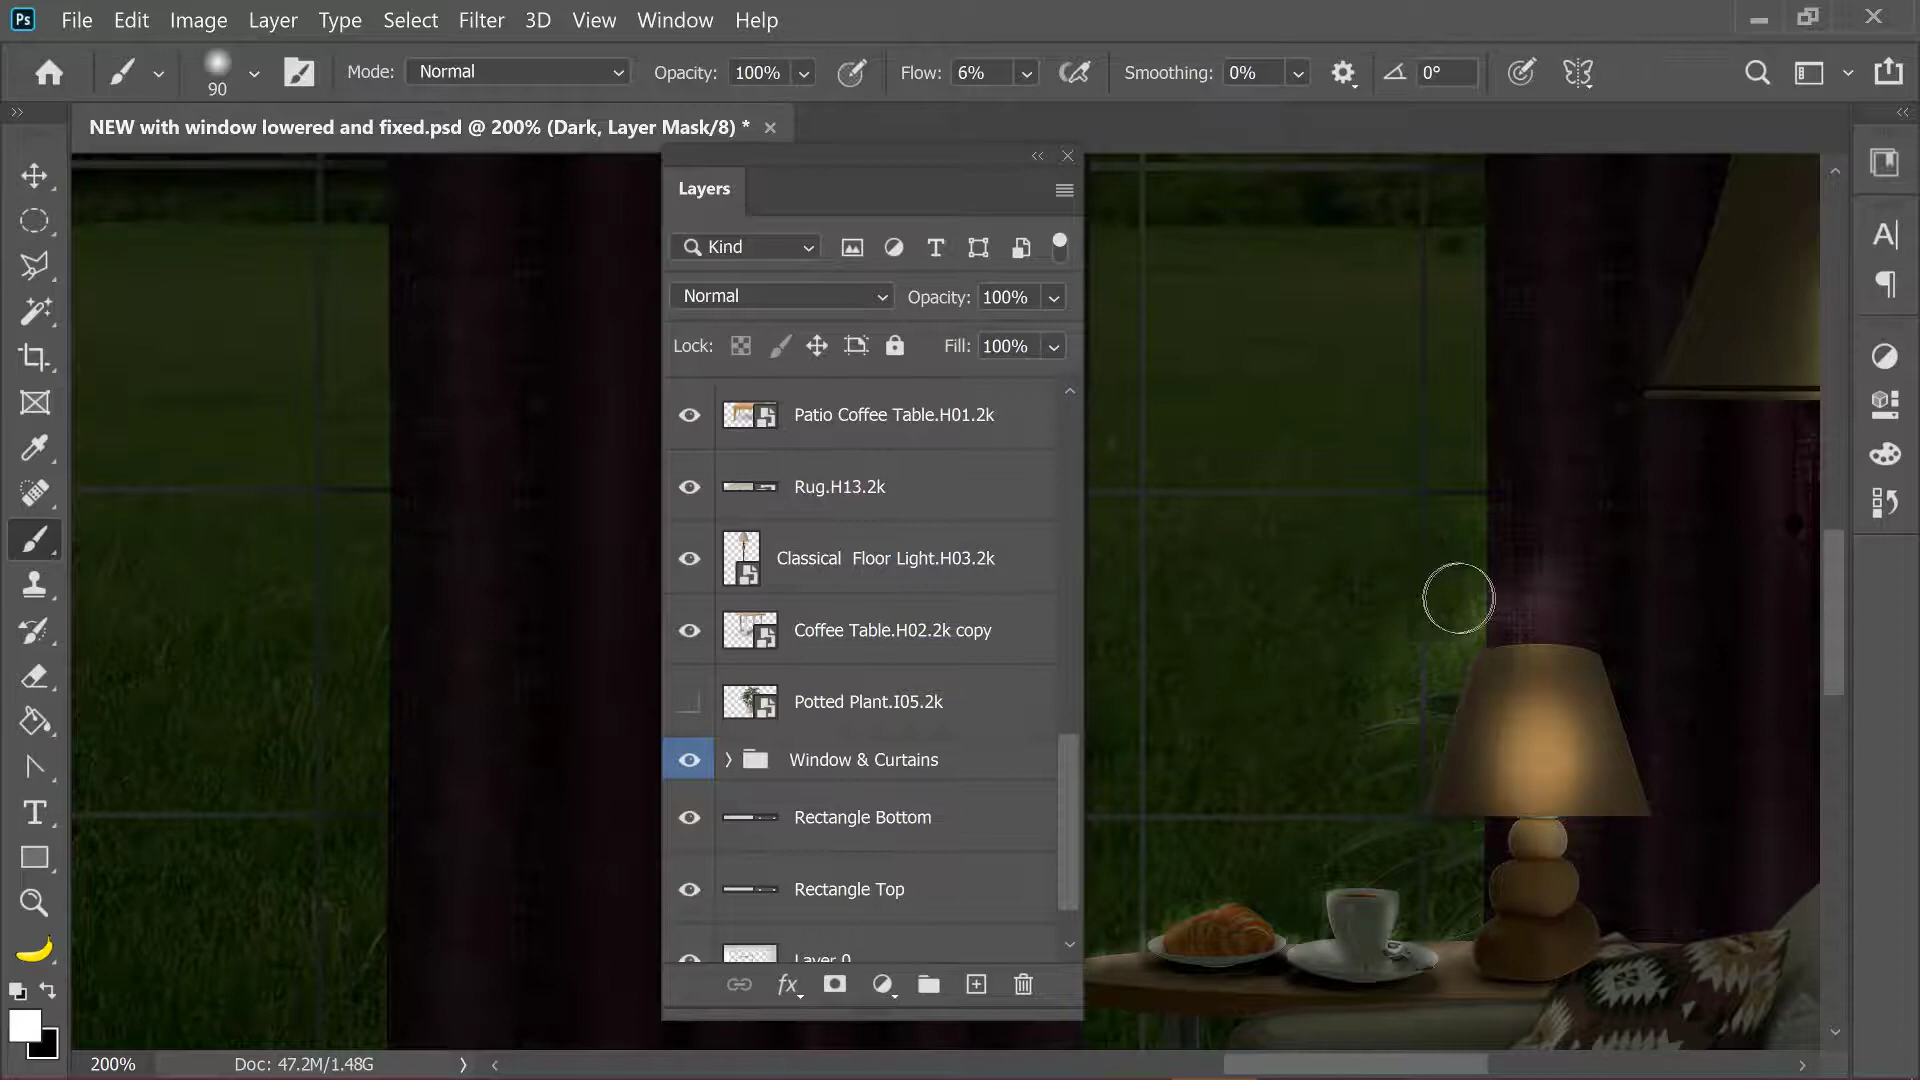 Ps File Edit Image Layer Type Select Filter 3D View Window Help
90 Mode: Normal Opacity: 100% Flow: 6% Smoothing: 0% 0°
NEW with window lowered and fixed.psd @ 200% (Dark, Layer Mask/8) *
Layers
Kind
Normal Opacity: 100%
Lock: Fill: 100%
Patio Coffee Table.H01.2k
Rug.H13.2k
Classical Floor Light.H03.2k
Coffee Table.H02.2k copy
Potted Plant.I05.2k
Window & Curtains
Rectangle Bottom
Rectangle Top
Layer 0
fx
200% Doc: 47.2M/1.48G